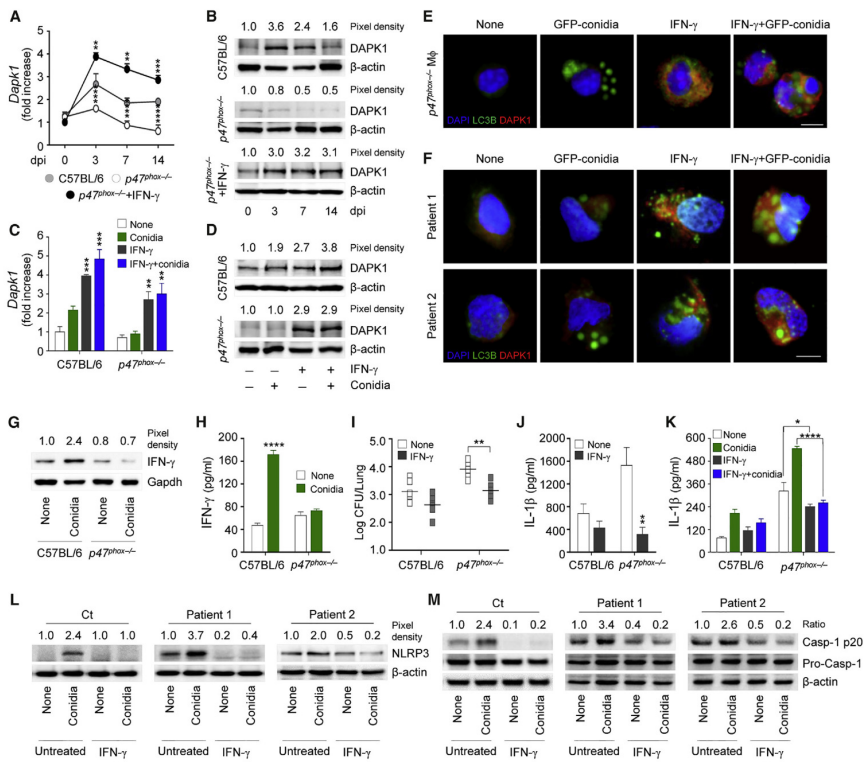 A
Dapk1
(fold increase)
5
4
3
2
1
0
** ** ***
**** **** ****
dpi 0 3 7 14
C57BL/6 p47phox–/–
p47phox–/–+IFN-γ
B
1.0 3.6 2.4 1.6 Pixel density
C57BL/6
DAPK1
β-actin
1.0 0.8 0.5 0.5 Pixel density
p47phox–/–
DAPK1
β-actin
1.0 3.0 3.2 3.1 Pixel density
p47phox–/–
+IFN-γ
DAPK1
β-actin
0 3 7 14 dpi
C
None
Conidia
IFN-γ
IFN-γ+conidia
Dapk1
(fold increase)
6
5
4
3
2
1
0
*** *** ** **
C57BL/6 p47phox–/–
D
1.0 1.9 2.7 3.8 Pixel density
C57BL/6
DAPK1
β-actin
1.0 1.0 2.9 2.9 Pixel density
p47phox–/–
DAPK1
β-actin
– – + + IFN-γ
– + – + Conidia
E
None GFP-conidia IFN-γ IFN-γ+GFP-conidia
p47phox–/– Mϕ
DAPI LC3B DAPK1
F
None GFP-conidia IFN-γ IFN-γ+GFP-conidia
Patient 1
Patient 2
DAPI LC3B DAPK1
G
1.0 2.4 0.8 0.7 Pixel
density
IFN-γ
Gapdh
None Conidia None Conidia
C57BL/6 p47phox–/–
H
IFN-γ (pg/ml)
200
160
120
80
40
0
****
None
Conidia
C57BL/6 p47phox–/–
I
None
IFN-γ
Log CFU/Lung
5.0
4.0
3.0
2.0
1.0
**
C57BL/6 p47phox–/–
J
None
IFN-γ
IL-1β (pg/ml)
2000
1600
1200
800
400
0
**
C57BL/6 p47phox–/–
K
None
Conidia
IFN-γ
IFN-γ+conidia
IL-1β (pg/ml)
750
600
450
300
150
0
*
****
C57BL/6 p47phox–/–
L
Ct Patient 1 Patient 2
1.0 2.4 1.0 1.0 1.0 3.7 0.2 0.4 1.0 2.0 0.5 0.2 Pixel
density
NLRP3
β-actin
None Conidia None Conidia None Conidia None Conidia None Conidia None Conidia
Untreated IFN-γ Untreated IFN-γ Untreated IFN-γ
M
Ct Patient 1 Patient 2
1.0 2.4 0.1 0.2 1.0 3.4 0.4 0.2 1.0 2.6 0.5 0.2 Ratio
Casp-1 p20
Pro-Casp-1
β-actin
None Conidia None Conidia None Conidia None Conidia None Conidia None Conidia
Untreated IFN-γ Untreated IFN-γ Untreated IFN-γ